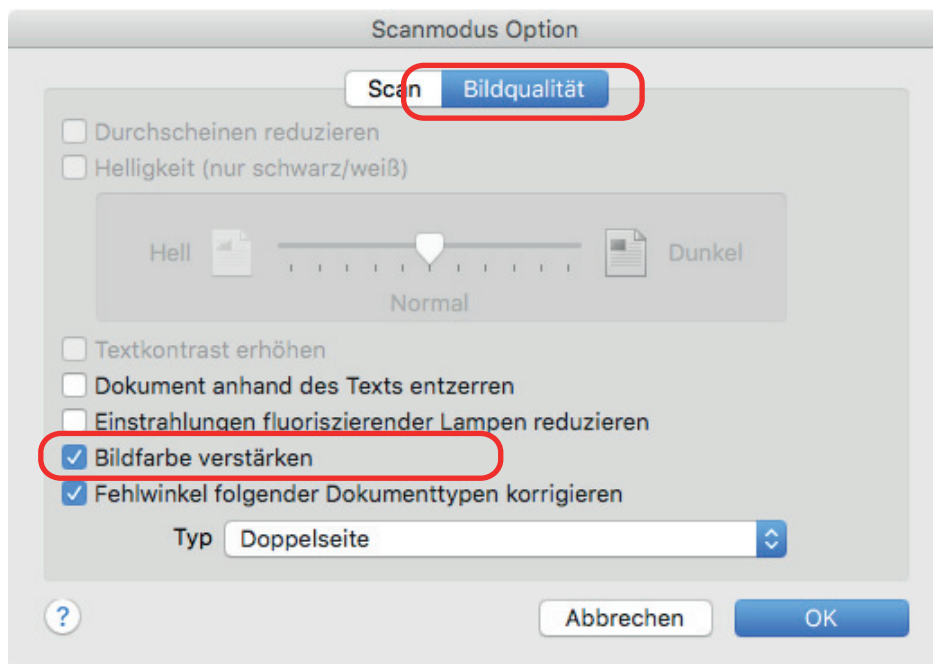 Scanmodus Option
Scan Bildqualität
Durchscheinen reduzieren
Helligkeit (nur schwarz/weiß)
Hell Dunkel
Normal
Textkontrast erhöhen
Dokument anhand des Texts entzerren
Einstrahlungen fluoriszierender Lampen reduzieren
Bildfarbe verstärken
Fehlwinkel folgender Dokumenttypen korrigieren
Typ Doppelseite
? Abbrechen OK